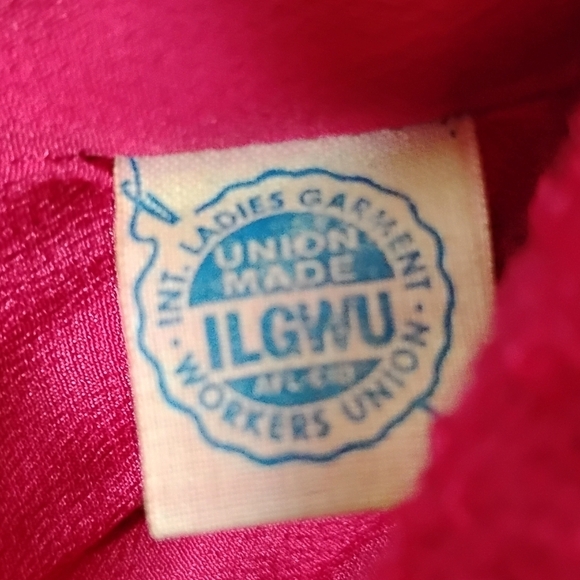 INT. LADIES GARMENT
UNION
MADE
ILGWU
AFL-CIO
· WORKERS UNION ·